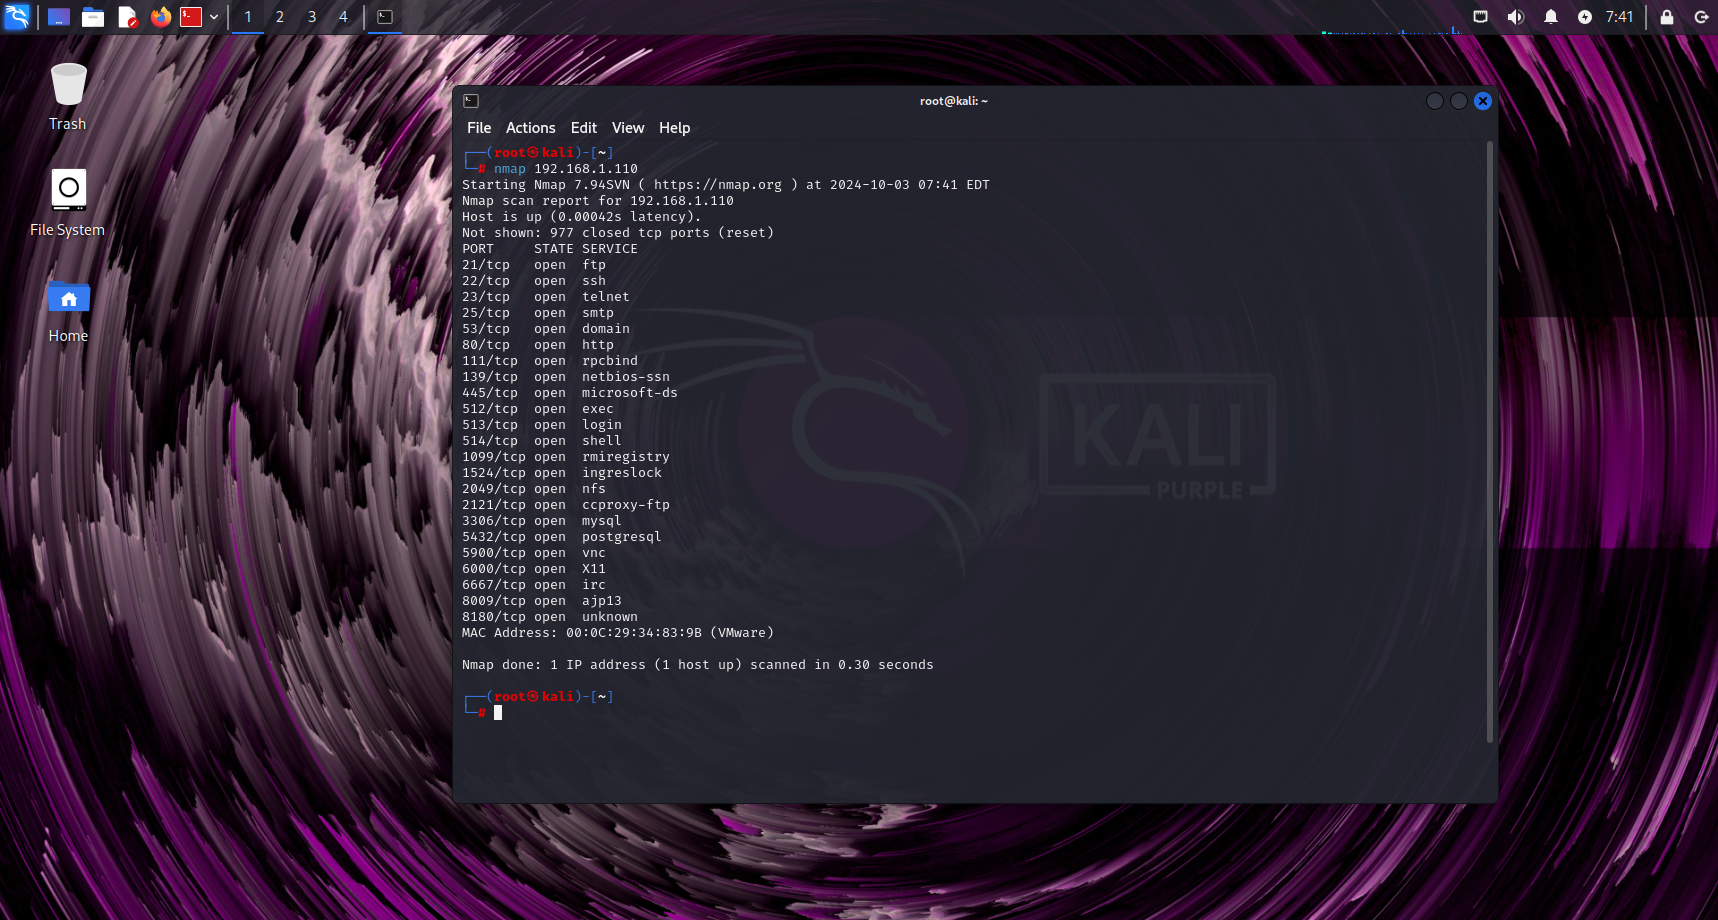 1 2 3 4
7:41
Trash
File System
Home
root@kali: ~
File Actions Edit View Help
┌──(root㉿kali)-[~]
└─# nmap 192.168.1.110
Starting Nmap 7.94SVN ( https://nmap.org ) at 2024-10-03 07:41 EDT
Nmap scan report for 192.168.1.110
Host is up (0.00042s latency).
Not shown: 977 closed tcp ports (reset)
PORT     STATE SERVICE
21/tcp   open  ftp
22/tcp   open  ssh
23/tcp   open  telnet
25/tcp   open  smtp
53/tcp   open  domain
80/tcp   open  http
111/tcp  open  rpcbind
139/tcp  open  netbios-ssn
445/tcp  open  microsoft-ds
512/tcp  open  exec
513/tcp  open  login
514/tcp  open  shell
1099/tcp open  rmiregistry
1524/tcp open  ingreslock
2049/tcp open  nfs
2121/tcp open  ccproxy-ftp
3306/tcp open  mysql
5432/tcp open  postgresql
5900/tcp open  vnc
6000/tcp open  X11
6667/tcp open  irc
8009/tcp open  ajp13
8180/tcp open  unknown
MAC Address: 00:0C:29:34:83:9B (VMware)
Nmap done: 1 IP address (1 host up) scanned in 0.30 seconds
┌──(root㉿kali)-[~]
└─#
KALI
PURPLE